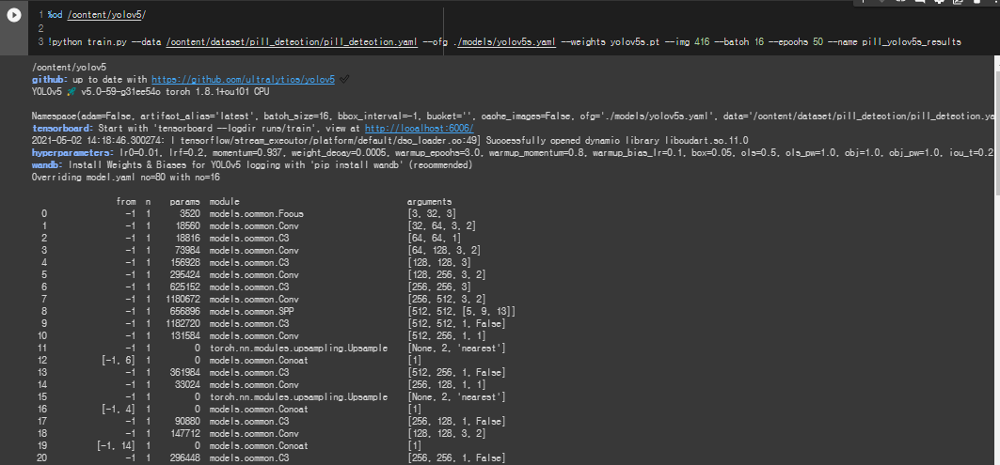 1 %cd /content/yolov5/
2
3 !python train.py --data /content/dataset/pill_detection/pill_detection.yaml --cfg ./models/yolov5s.yaml --weights yolov5s.pt --img 416 --batch 16 --epochs 50 --name pill_yolov5s_results
/content/yolov5
github: up to date with https://github.com/ultralytics/yolov5 ✅
YOLOv5 🚀 v5.0-59-g31ee54c torch 1.8.1+cu101 CPU
Namespace(adam=False, artifact_alias='latest', batch_size=16, bbox_interval=-1, bucket='', cache_images=False, cfg='./models/yolov5s.yaml', data='/content/dataset/pill_detection/pill_detection.ya
tensorboard: Start with 'tensorboard --logdir runs/train', view at http://localhost:6006/
2021-05-02 14:18:46.300274: I tensorflow/stream_executor/platform/default/dso_loader.cc:49] Successfully opened dynamic library libcudart.so.11.0
hyperparameters: lr0=0.01, lrf=0.2, momentum=0.937, weight_decay=0.0005, warmup_epochs=3.0, warmup_momentum=0.8, warmup_bias_lr=0.1, box=0.05, cls=0.5, cls_pw=1.0, obj=1.0, obj_pw=1.0, iou_t=0.2
wandb: Install Weights & Biases for YOLOv5 logging with 'pip install wandb' (recommended)
Overriding model.yaml nc=80 with nc=16
from n params module arguments
0 -1 1 3520 models.common.Focus [3, 32, 3]
1 -1 1 18560 models.common.Conv [32, 64, 3, 2]
2 -1 1 18816 models.common.C3 [64, 64, 1]
3 -1 1 73984 models.common.Conv [64, 128, 3, 2]
4 -1 1 156928 models.common.C3 [128, 128, 3]
5 -1 1 295424 models.common.Conv [128, 256, 3, 2]
6 -1 1 625152 models.common.C3 [256, 256, 3]
7 -1 1 1180672 models.common.Conv [256, 512, 3, 2]
8 -1 1 656896 models.common.SPP [512, 512, [5, 9, 13]]
9 -1 1 1182720 models.common.C3 [512, 512, 1, False]
10 -1 1 131584 models.common.Conv [512, 256, 1, 1]
11 -1 1 0 torch.nn.modules.upsampling.Upsample [None, 2, 'nearest']
12 [-1, 6] 1 0 models.common.Concat [1]
13 -1 1 361984 models.common.C3 [512, 256, 1, False]
14 -1 1 33024 models.common.Conv [256, 128, 1, 1]
15 -1 1 0 torch.nn.modules.upsampling.Upsample [None, 2, 'nearest']
16 [-1, 4] 1 0 models.common.Concat [1]
17 -1 1 90880 models.common.C3 [256, 128, 1, False]
18 -1 1 147712 models.common.Conv [128, 128, 3, 2]
19 [-1, 14] 1 0 models.common.Concat [1]
20 -1 1 296448 models.common.C3 [256, 256, 1, False]